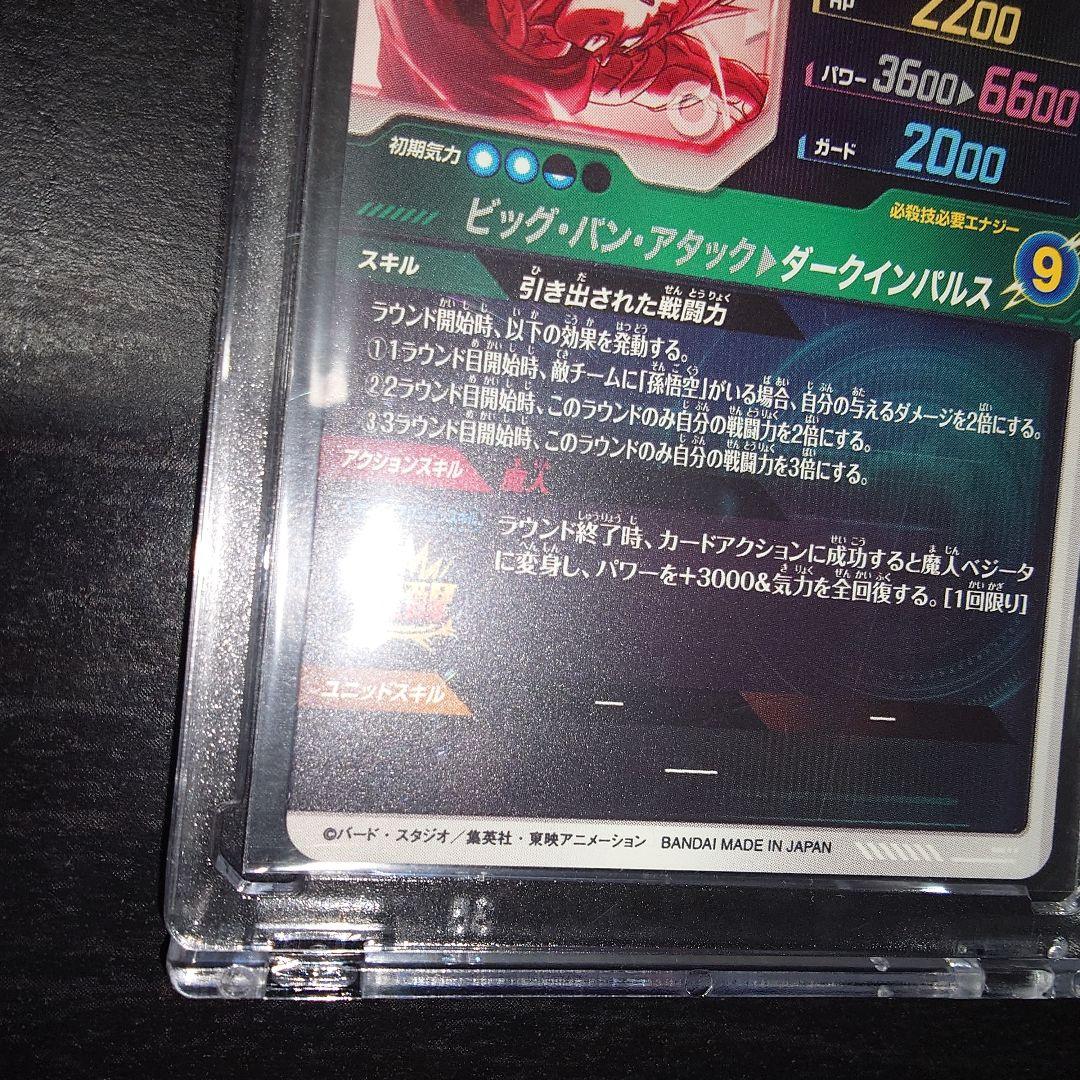 HP 2200
パワー 3600▶6600
ガード 2000
初期気力
必殺技必要エナジー
ビッグ・バン・アタック▶ダークインパルス 9
スキル
引き出された戦闘力
ラウンド開始時、以下の効果を発動する。
①1ラウンド目開始時、敵チームに「孫悟空」がいる場合、自分の与えるダメージを2倍にする。
②2ラウンド目開始時、このラウンドのみ自分の戦闘力を2倍にする。
③3ラウンド目開始時、このラウンドのみ自分の戦闘力を3倍にする。
アクションスキル
ラウンド終了時、カードアクションに成功すると魔人ベジータ
に変身し、パワーを+3000&気力を全回復する。[1回限り]
ユニットスキル
—
—
—
©バード・スタジオ／集英社・東映アニメーション BANDAI MADE IN JAPAN